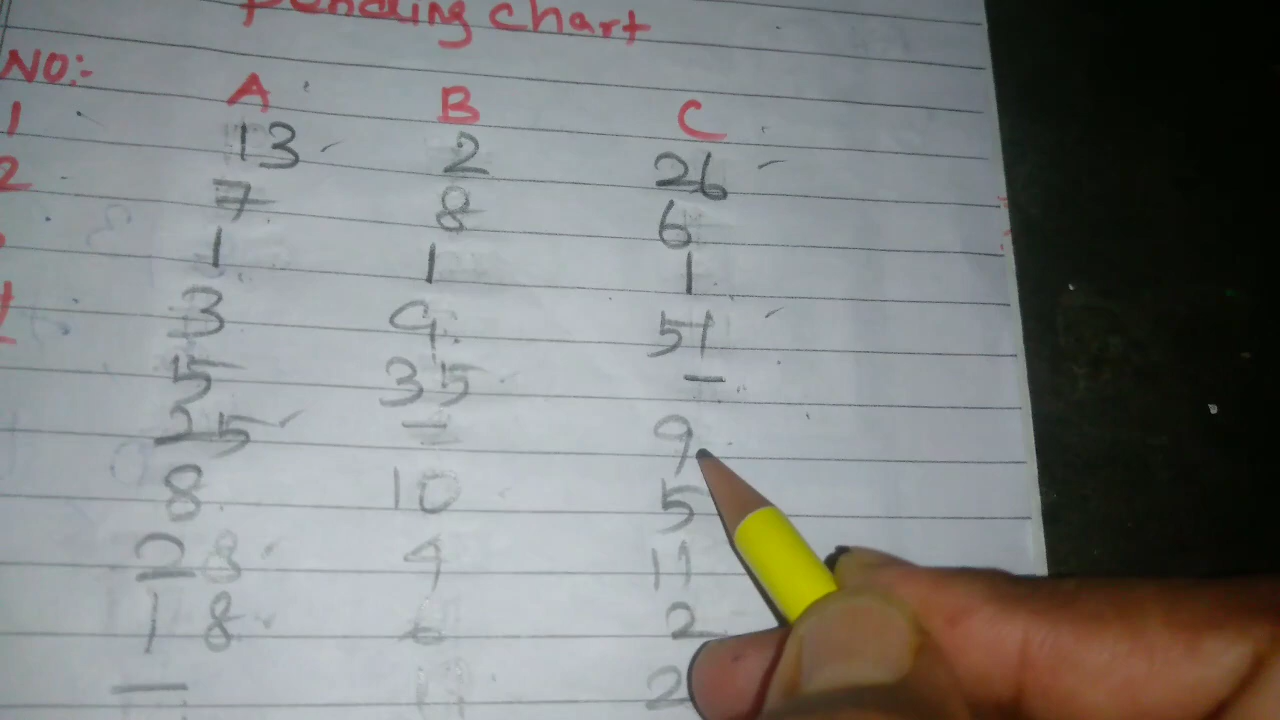 Pending Chart
NO:-
A B C
1 13 2 26
2 7 8 6
1 1 1
3 9 51
5 35 -
25 - 9
8 10 5
28 4 11
18 6 2
- 2